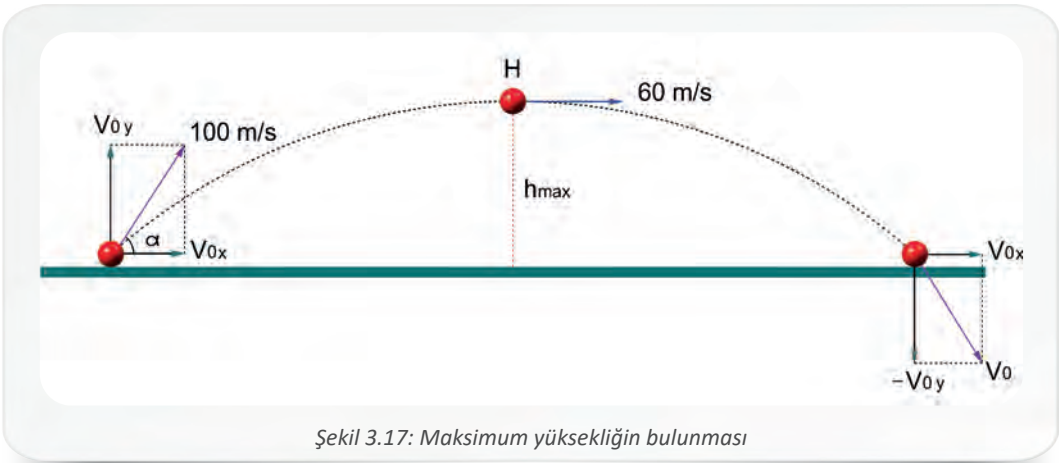 H
60 m/s
V0y
100 m/s
hmax
α
V0x
V0x
-V0y
V0
Şekil 3.17: Maksimum yüksekliğin bulunması